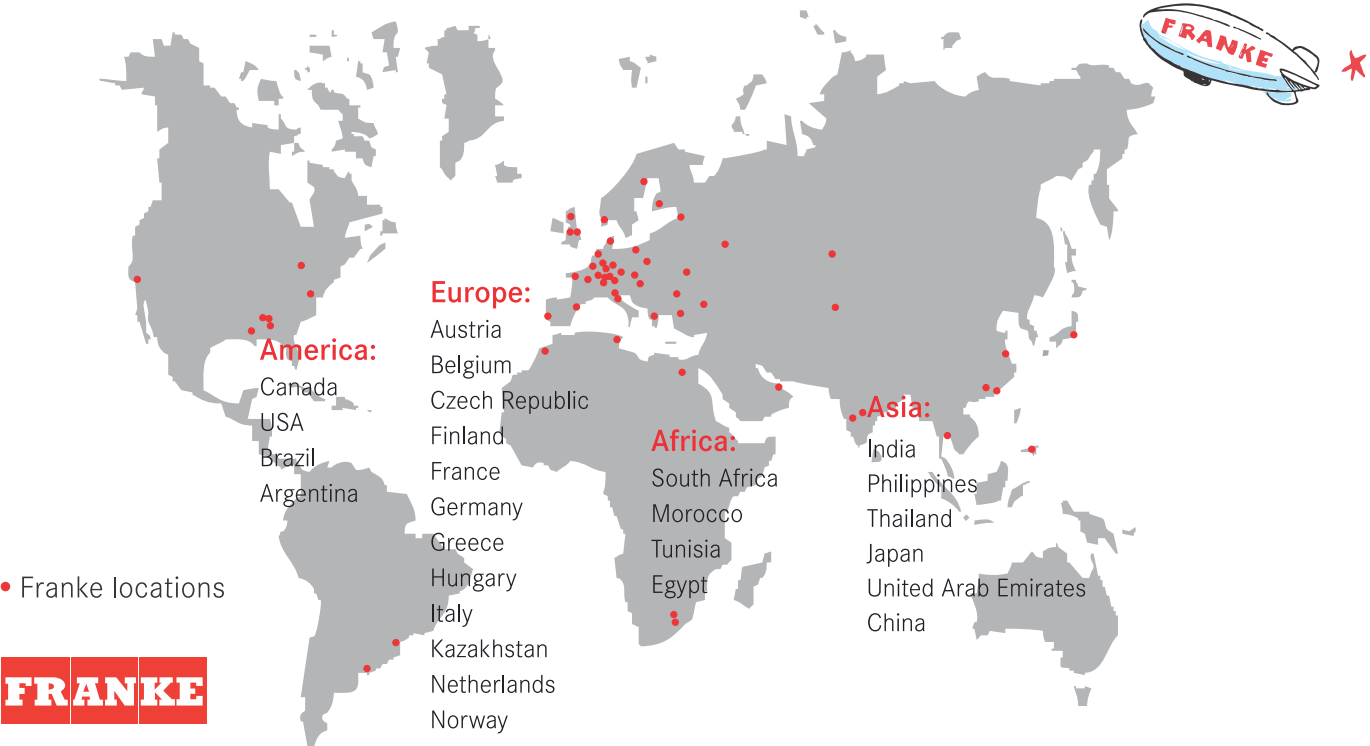 FRANKE
Europe:
Austria
Belgium
Czech Republic
Finland
France
Germany
Greece
Hungary
Italy
Kazakhstan
Netherlands
Norway
America:
Canada
USA
Brazil
Argentina
Africa:
South Africa
Morocco
Tunisia
Egypt
Asia:
India
Philippines
Thailand
Japan
United Arab Emirates
China
Franke locations
FRANKE